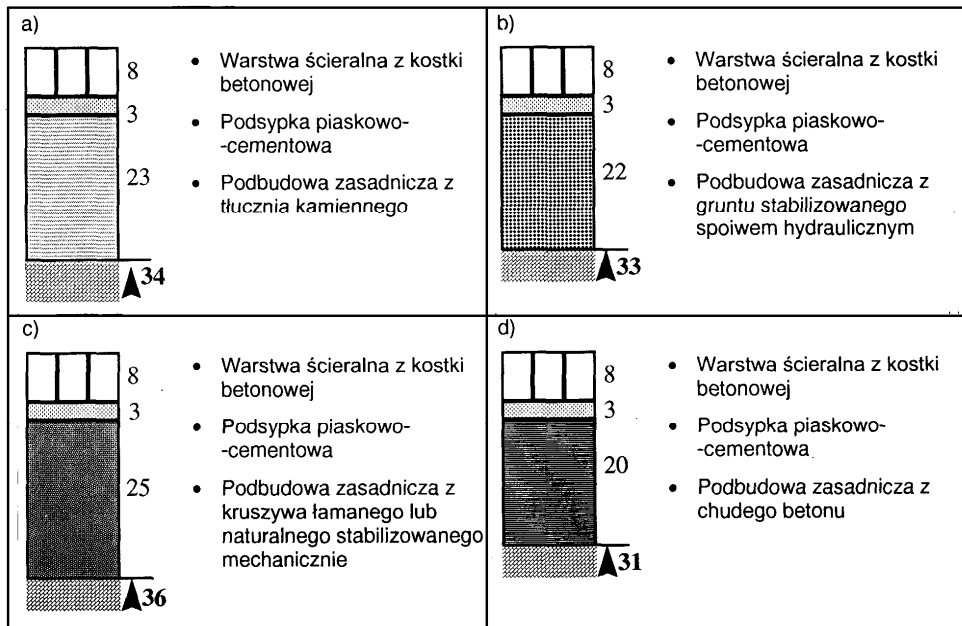 a)
8
3
23
34
• Warstwa ścieralna z kostki
betonowej
• Podsypka piaskowo-
-cementowa
• Podbudowa zasadnicza z
tłucznia kamiennego
b)
8
3
22
33
• Warstwa ścieralna z kostki
betonowej
• Podsypka piaskowo-
-cementowa
• Podbudowa zasadnicza z
gruntu stabilizowanego
spoiwem hydraulicznym
c)
8
3
25
36
• Warstwa ścieralna z kostki
betonowej
• Podsypka piaskowo-
-cementowa
• Podbudowa zasadnicza z
kruszywa łamanego lub
naturalnego stabilizowanego
mechanicznie
d)
8
3
20
31
• Warstwa ścieralna z kostki
betonowej
• Podsypka piaskowo-
-cementowa
• Podbudowa zasadnicza z
chudego betonu